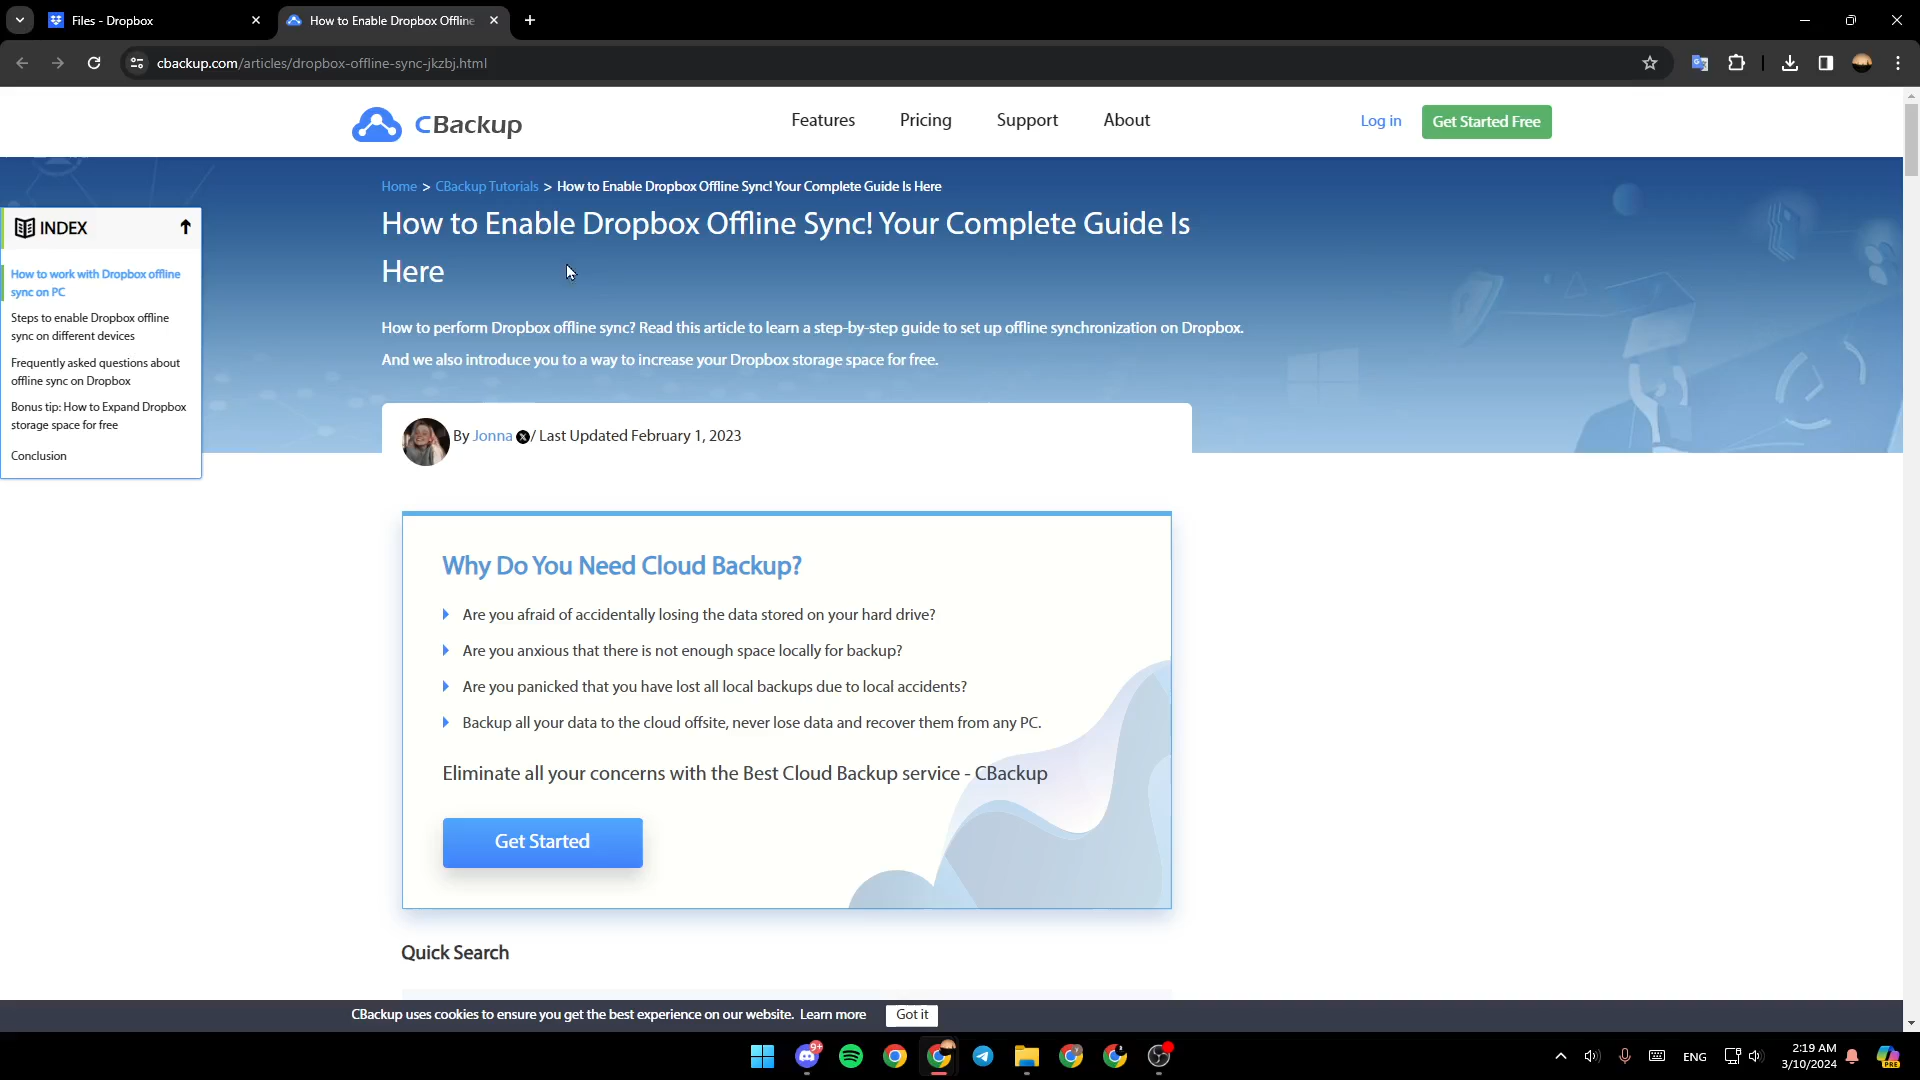 Files - Dropbox
How to Enable Dropbox Offline
cbackup.com/articles/dropbox-offline-sync-jkzbj.html
CBackup
Features
Pricing
Support
About
Log in
Get Started Free
Home > CBackup Tutorials > How to Enable Dropbox Offline Sync! Your Complete Guide Is Here
How to Enable Dropbox Offline Sync! Your Complete Guide Is
Here
How to perform Dropbox offline sync? Read this article to learn a step-by-step guide to set up offline synchronization on Dropbox.
And we also introduce you to a way to increase your Dropbox storage space for free.
INDEX
How to work with Dropbox offline
sync on PC
Steps to enable Dropbox offline
sync on different devices
Frequently asked questions about
offline sync on Dropbox
Bonus tip: How to Expand Dropbox
storage space for free
Conclusion
By Jonna X / Last Updated February 1, 2023
Why Do You Need Cloud Backup?
Are you afraid of accidentally losing the data stored on your hard drive?
Are you anxious that there is not enough space locally for backup?
Are you panicked that you have lost all local backups due to local accidents?
Backup all your data to the cloud offsite, never lose data and recover them from any PC.
Eliminate all your concerns with the Best Cloud Backup service - CBackup
Get Started
Quick Search
CBackup uses cookies to ensure you get the best experience on our website. Learn more
Got it
9+
ENG
2:19 AM
3/10/2024
PRE